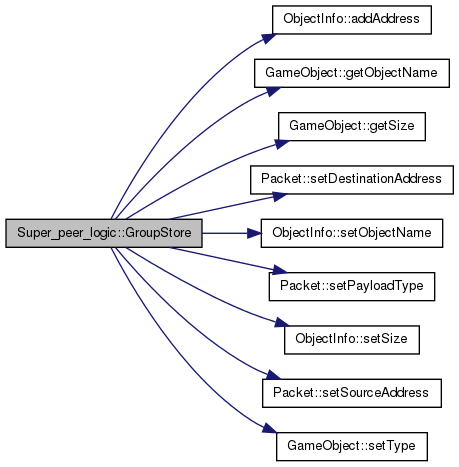 ObjectInfo::addAddress
GameObject::getObjectName
GameObject::getSize
Packet::setDestinationAddress
Super_peer_logic::GroupStore
ObjectInfo::setObjectName
Packet::setPayloadType
ObjectInfo::setSize
Packet::setSourceAddress
GameObject::setType